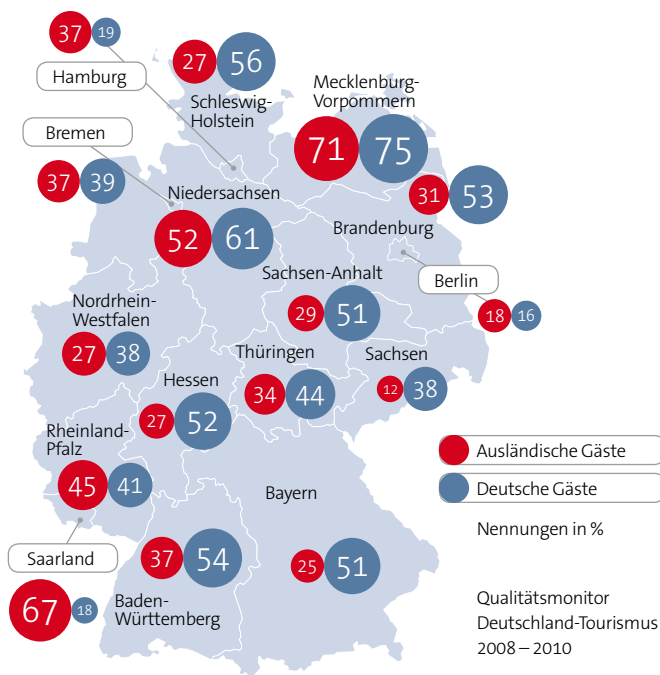 37 19
Hamburg
27 56
Schleswig-
Holstein
Mecklenburg-
Vorpommern
71 75
Bremen
37 39
Niedersachsen
52 61
31 53
Brandenburg
Berlin
18 16
Sachsen-Anhalt
29 51
Nordrhein-
Westfalen
27 38
Thüringen
34 44
Sachsen
12 38
Hessen
27 52
Rheinland-
Pfalz
45 41
Saarland
67 18
37 54
Baden-
Württemberg
Bayern
25 51
Ausländische Gäste
Deutsche Gäste
Nennungen in %
Qualitätsmonitor
Deutschland-Tourismus
2008 – 2010